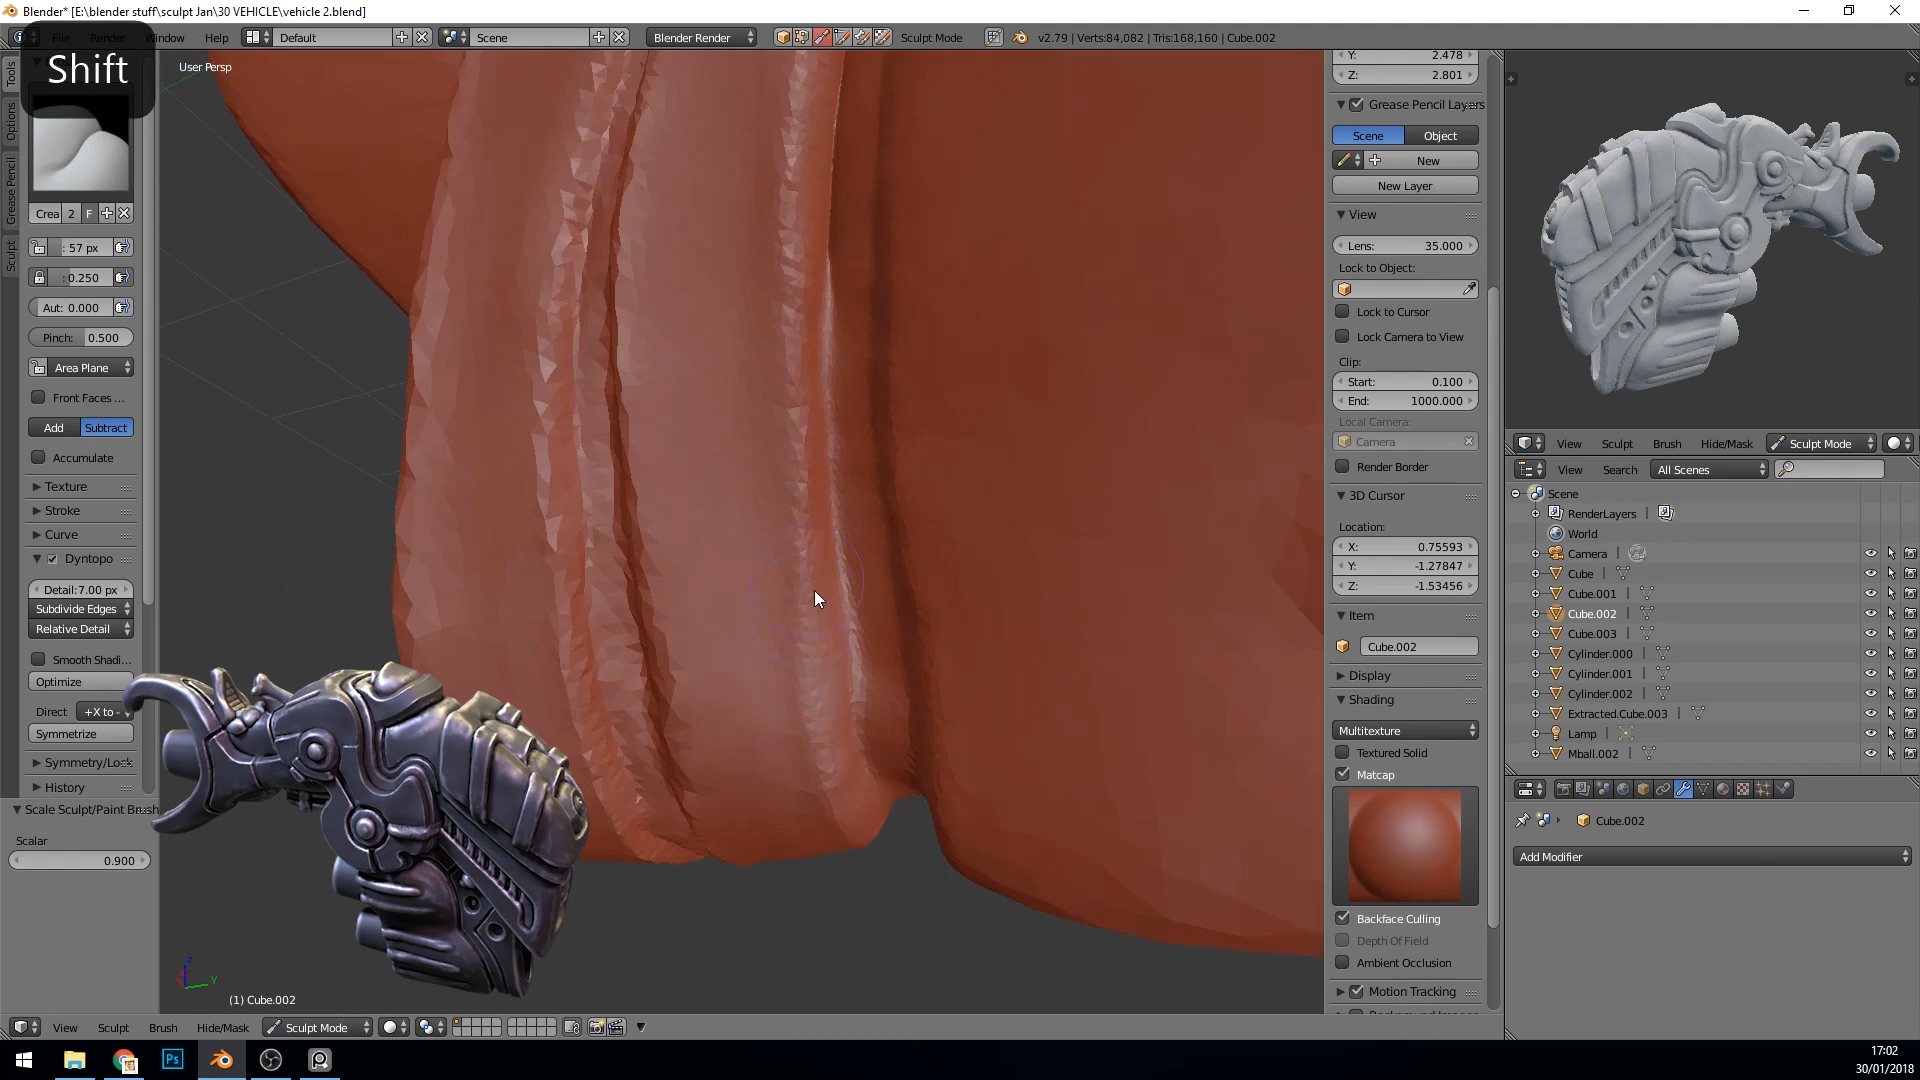 Blender* [E:\blender stuff\sculpt Jan\30 VEHICLE\vehicle 2.blend]
File Render Window Help Default Scene Blender Render Sculpt Mode v2.79 | Verts:84,082 | Tris:168,160 | Cube.002
Shift
User Persp
Tools
Options
Grease Pencil
Sculpt
Crea 2 F
: 57 px
: 0.250
Aut: 0.000
Pinch: 0.500
Area Plane
Front Faces ...
Add Subtract
Accumulate
Texture
Stroke
Curve
Dyntopo
Detail:7.00 px
Subdivide Edges
Relative Detail
Smooth Shadi...
Optimize
Direct +X to -
Symmetrize
Symmetry/Lock
History
Scale Sculpt/Paint Brush
Scalar
0.900
z
y
(1) Cube.002
View Sculpt Brush Hide/Mask Sculpt Mode
Y: 2.478
Z: 2.801
Grease Pencil Layers
Scene Object
New
New Layer
View
Lens: 35.000
Lock to Object:
Lock to Cursor
Lock Camera to View
Clip:
Start: 0.100
End: 1000.000
Local Camera:
Camera
Render Border
3D Cursor
Location:
X: 0.75593
Y: -1.27847
Z: -1.53456
Item
Cube.002
Display
Shading
Multitexture
Textured Solid
Matcap
Backface Culling
Depth Of Field
Ambient Occlusion
Motion Tracking
View Sculpt Brush Hide/Mask Sculpt Mode
View Search All Scenes
Scene
RenderLayers
World
Camera
Cube
Cube.001
Cube.002
Cube.003
Cylinder.000
Cylinder.001
Cylinder.002
Extracted.Cube.003
Lamp
Mball.002
Cube.002
Add Modifier
Ps
17:02
30/01/2018